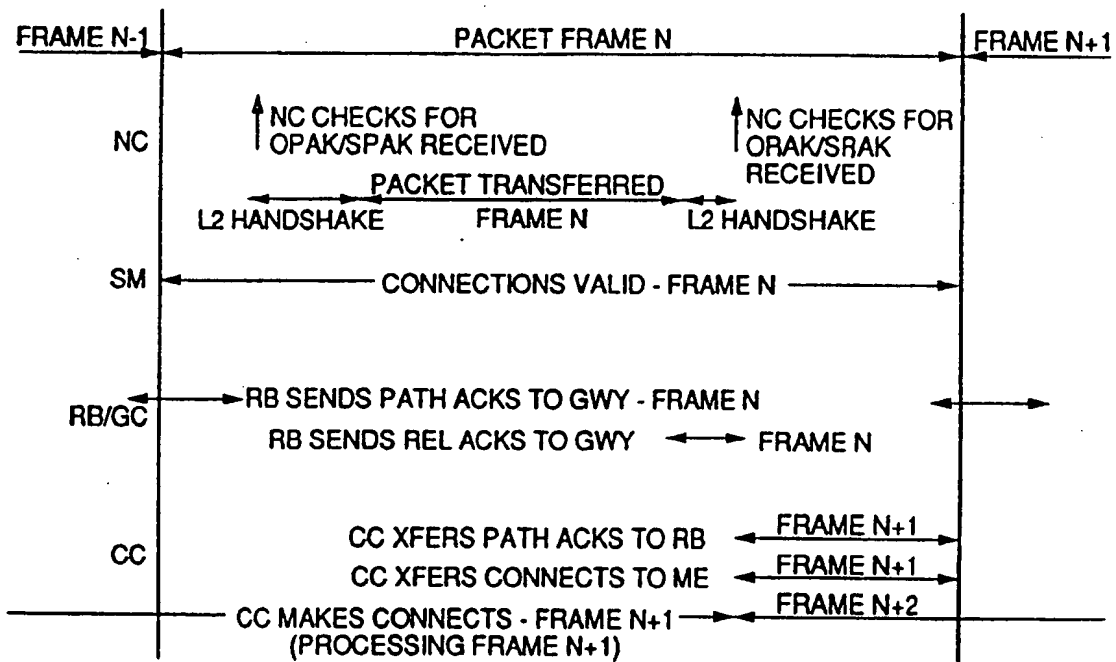 FRAME N-1
PACKET FRAME N
FRAME N+1
NC
NC CHECKS FOR
OPAK/SPAK RECEIVED
NC CHECKS FOR
ORAK/SRAK
RECEIVED
PACKET TRANSFERRED
L2 HANDSHAKE
FRAME N
L2 HANDSHAKE
SM
CONNECTIONS VALID - FRAME N
RB/GC
RB SENDS PATH ACKS TO GWY - FRAME N
RB SENDS REL ACKS TO GWY
FRAME N
CC
CC XFERS PATH ACKS TO RB
FRAME N+1
CC XFERS CONNECTS TO ME
FRAME N+1
CC MAKES CONNECTS - FRAME N+1
FRAME N+2
(PROCESSING FRAME N+1)